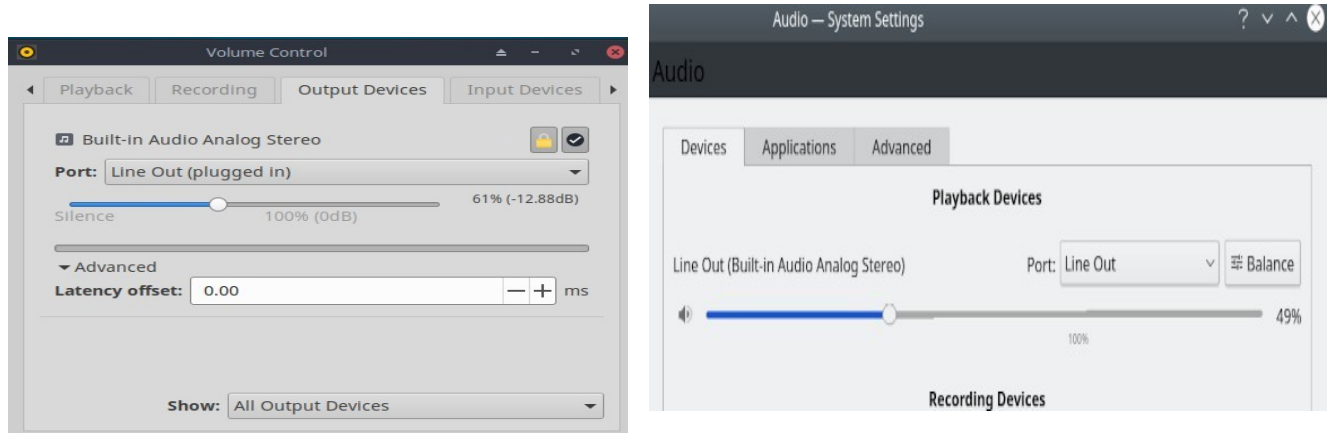 Volume Control
Playback Recording Output Devices Input Devices
Built-in Audio Analog Stereo
Port: Line Out (plugged in)
61% (-12.88dB)
Silence 100% (0dB)
Advanced
Latency offset: 0.00 ms
Show: All Output Devices
Audio — System Settings
Audio
Devices Applications Advanced
Playback Devices
Line Out (Built-in Audio Analog Stereo) Port: Line Out Balance
49%
100%
Recording Devices